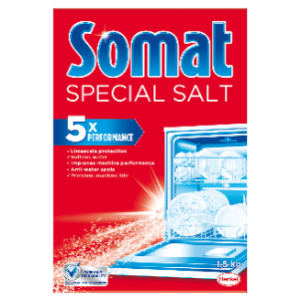 Somat
SPECIAL SALT
5x
PERFORMANCE
✓ Limescale protection
✓ Softens water
✓ Improves machine performance
✓ Anti-water spots
✓ machine life
1,5 kg
Henkel